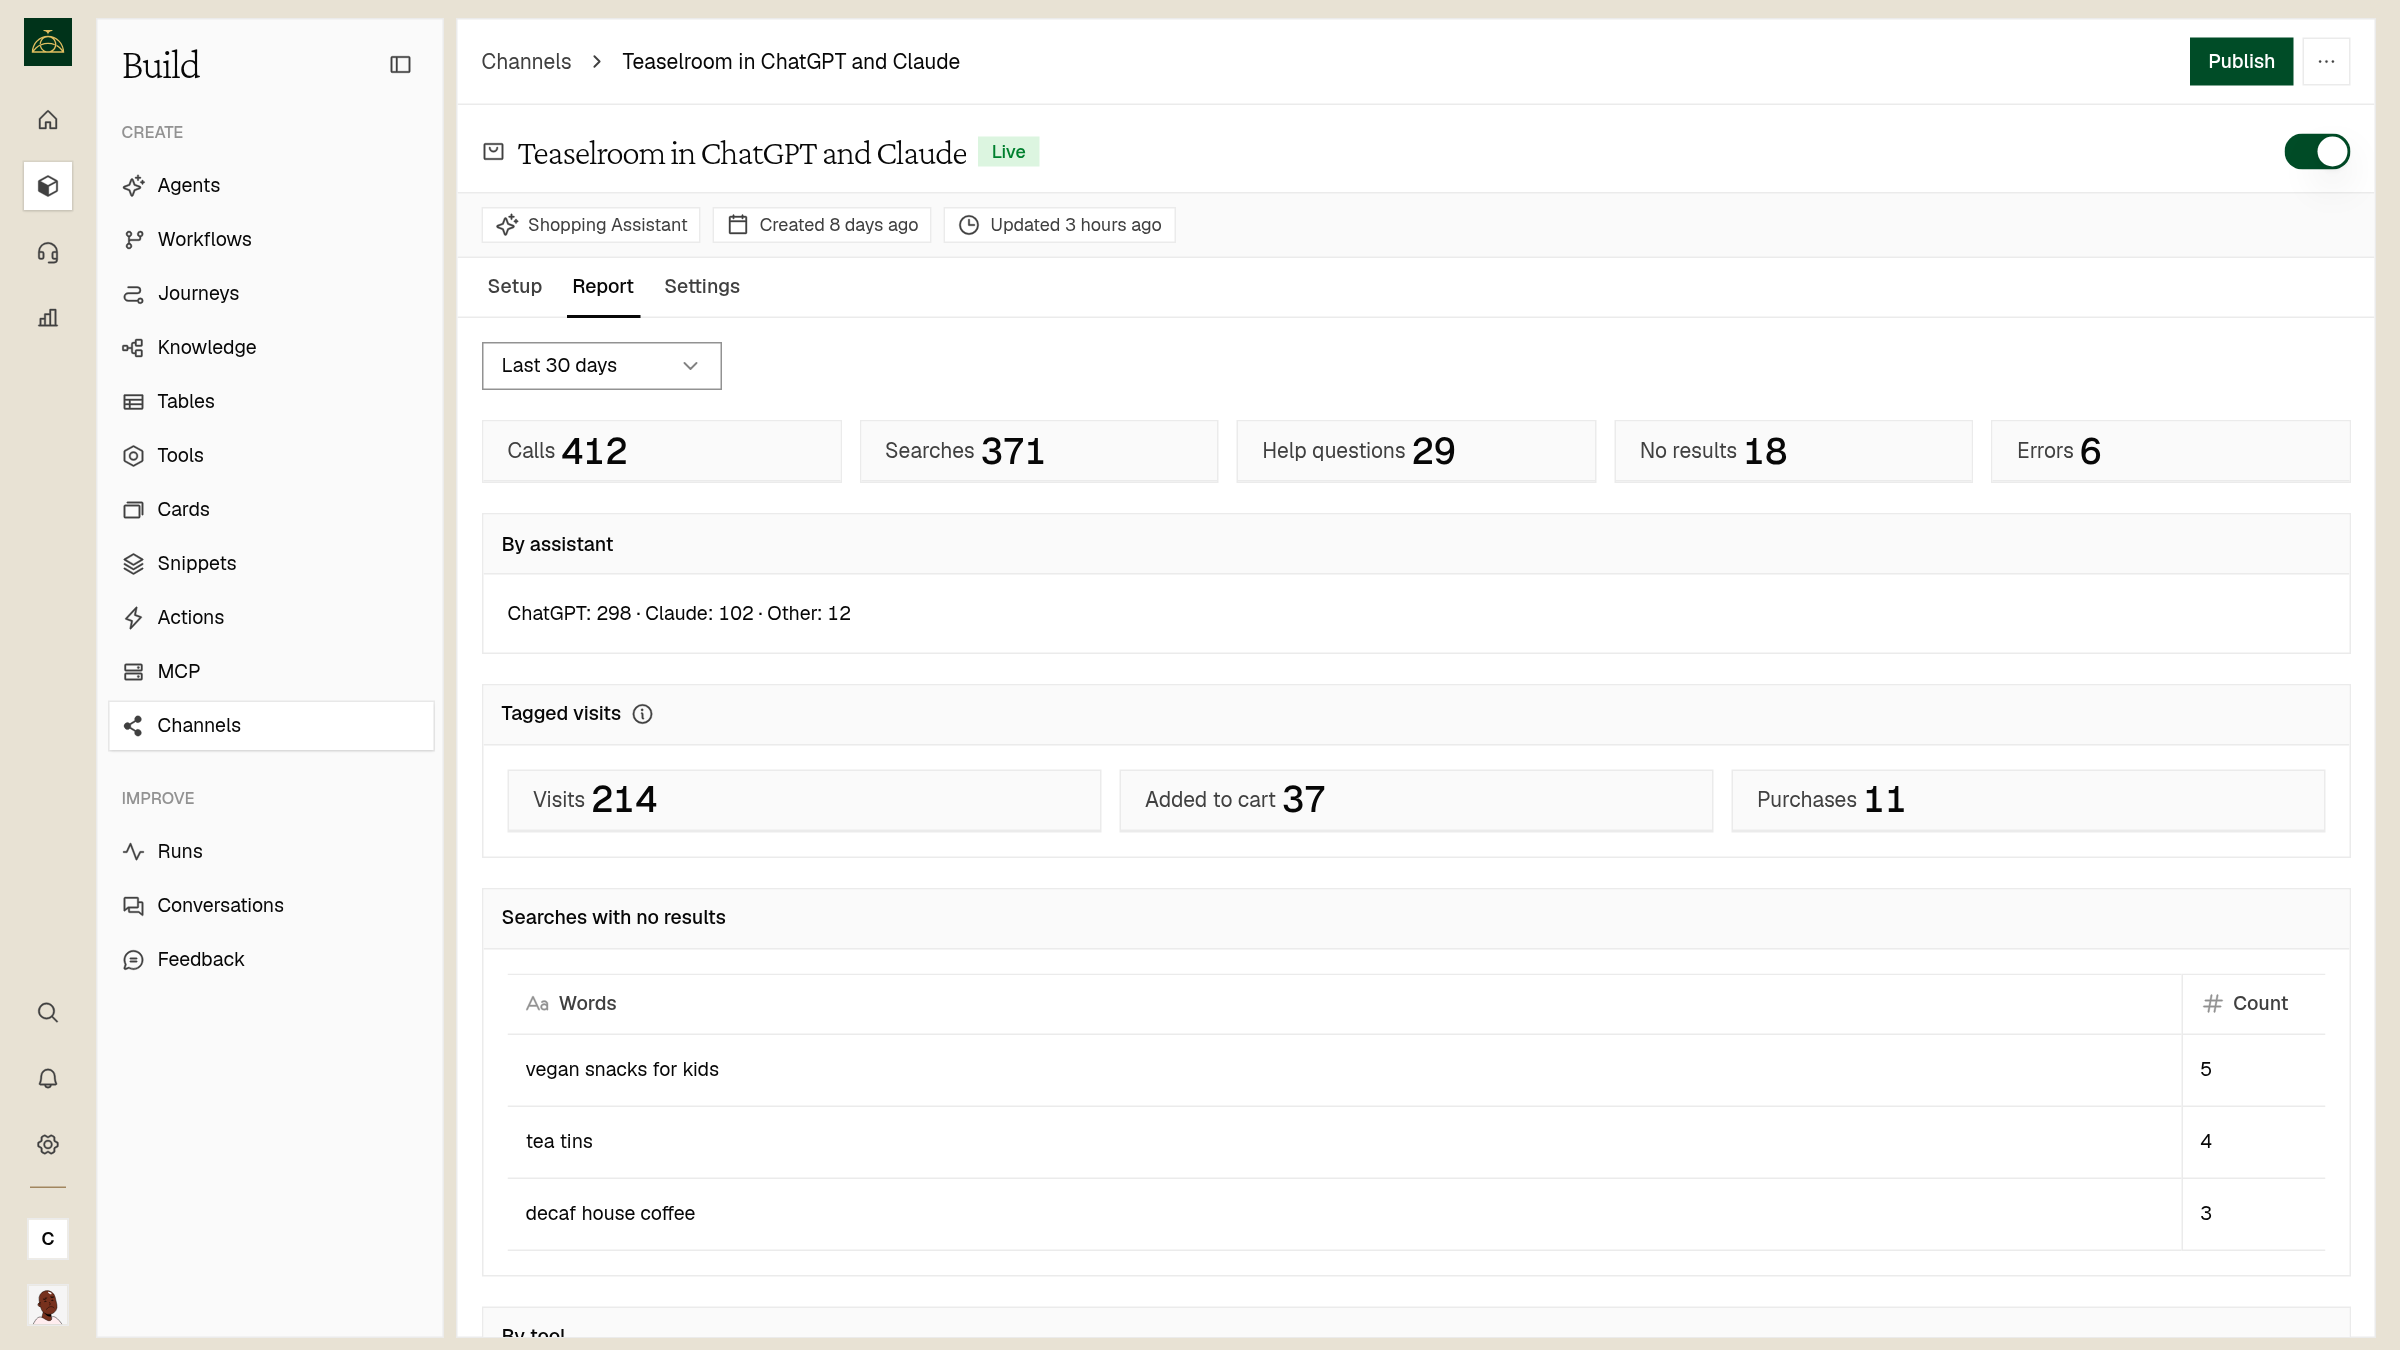 Build
CREATE
Agents
Workflows
Journeys
Knowledge
Tables
Tools
Cards
Snippets
Actions
MCP
Channels
IMPROVE
Runs
Conversations
Feedback
C
Channels > Teaselroom in ChatGPT and Claude
Publish
Teaselroom in ChatGPT and Claude Live
Shopping Assistant Created 8 days ago Updated 3 hours ago
Setup Report Settings
Last 30 days
Calls 412 Searches 371 Help questions 29 No results 18 Errors 6
By assistant
ChatGPT: 298 · Claude: 102 · Other: 12
Tagged visits
Visits 214 Added to cart 37 Purchases 11
Searches with no results
Aa Words # Count
vegan snacks for kids 5
tea tins 4
decaf house coffee 3
By tool